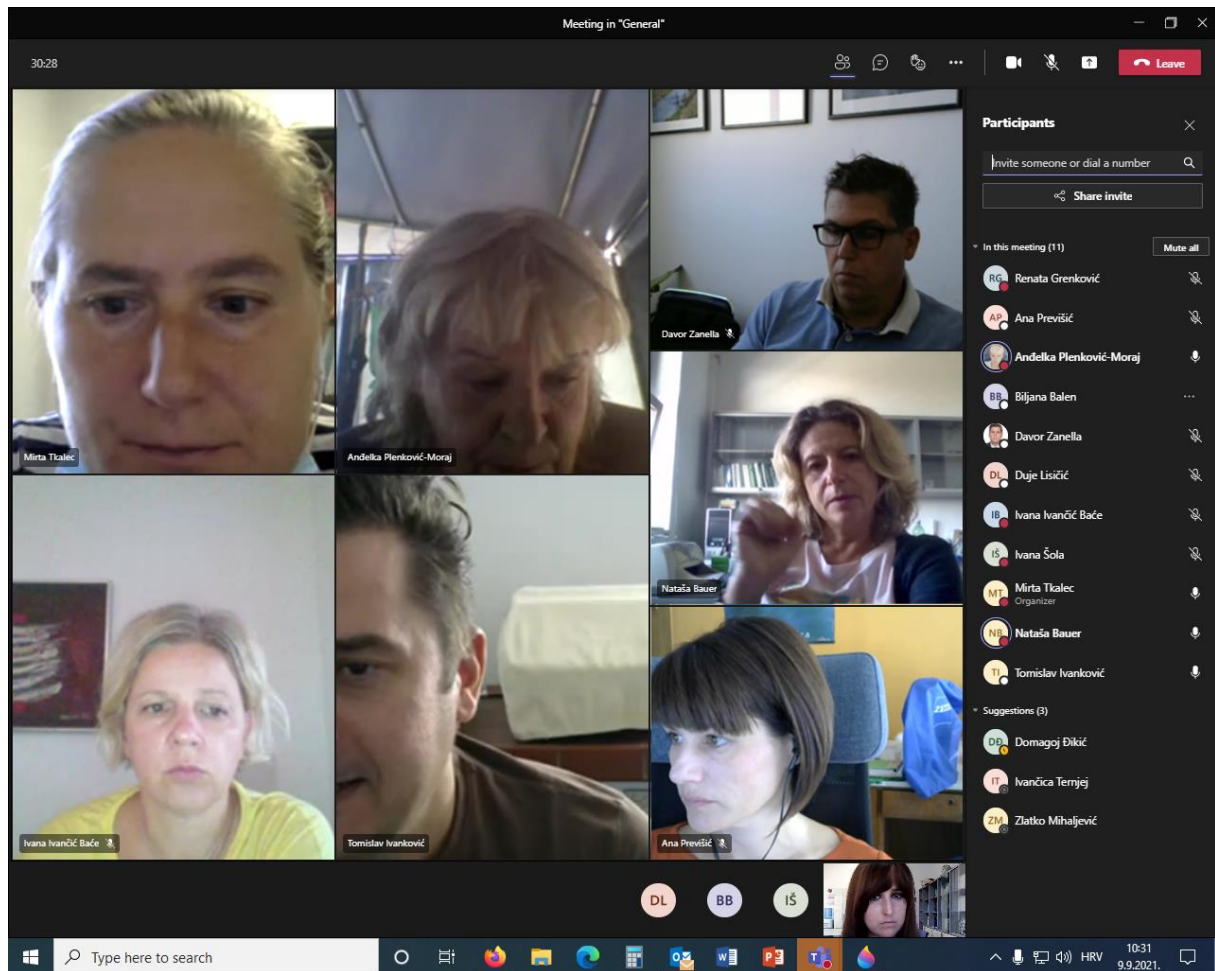 Meeting in "General"
30:28
Leave
Mirta Tkalec
Anđelka Plenković-Moraj
Davor Zanella
Nataša Bauer
Ivana Ivančić Baće
Tomislav Ivanković
Ana Previšić
DL
BB
IŠ
Participants
Invite someone or dial a number
Share invite
In this meeting (11)
Mute all
RG Renata Grenković
AP Ana Previšić
Anđelka Plenković-Moraj
BB Biljana Balen
Davor Zanella
DL Duje Lisičić
IB Ivana Ivančić Baće
IŠ Ivana Šola
MT Mirta Tkalec
Organizer
NB Nataša Bauer
TI Tomislav Ivanković
Suggestions (3)
DĐ Domagoj Đikić
IT Ivančica Ternjej
ZM Zlatko Mihaljević
Type here to search
HRV
10:31
9.9.2021.